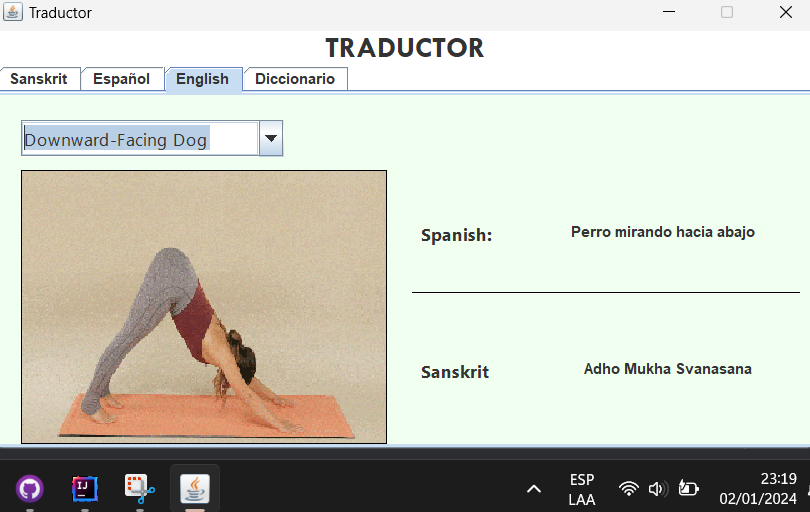 Traductor
TRADUCTOR
Sanskrit Español English Diccionario
Downward-Facing Dog
Spanish: Perro mirando hacia abajo
Sanskrit Adho Mukha Svanasana
IJ
ESP 23:19
LAA 02/01/2024